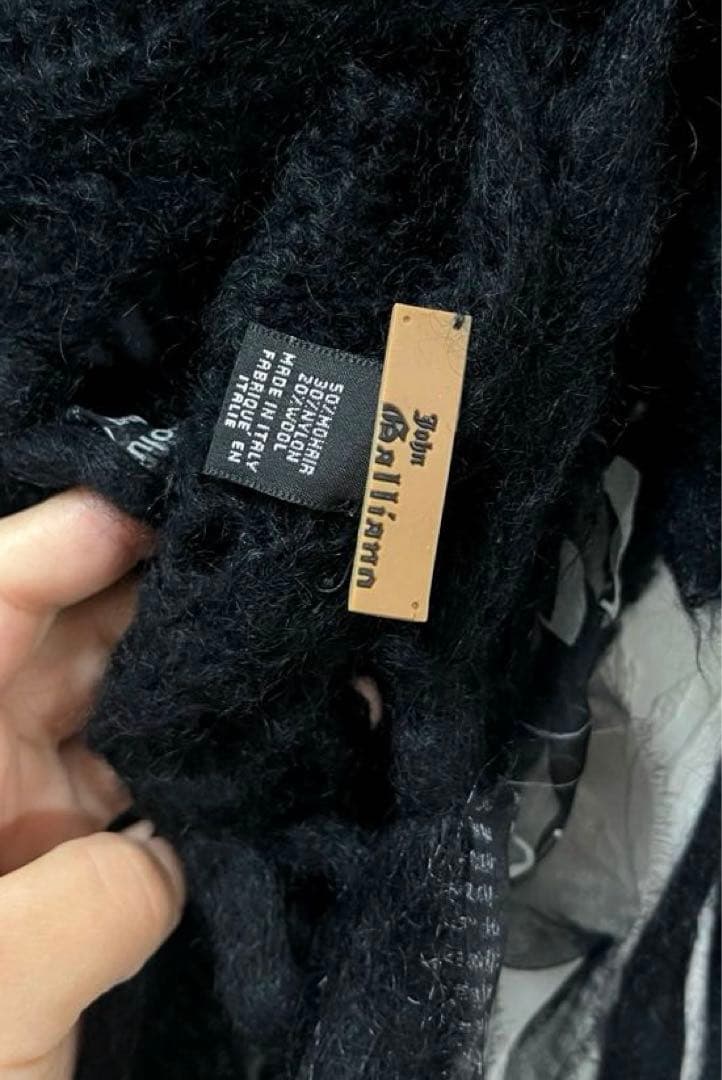 John
Galliano
50%MOHAIR
30%NYLON
20%WOOL
MADE IN ITALY
FABRIQUE' EN
ITALIE